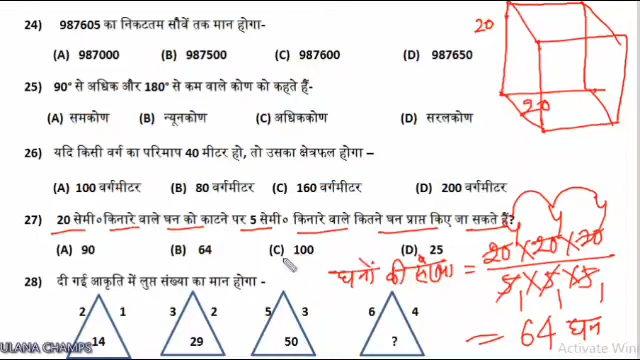 24) 987605 का निकटतम सौवें तक मान होगा-
(A) 987000 (B) 987500 (C) 987600 (D) 987650
25) 90° से अधिक और 180° से कम वाले कोण को कहते हैं-
(A) समकोण (B) न्यूनकोण (C) अधिककोण (D) सरलकोण
26) यदि किसी वर्ग का परिमाप 40 मीटर हो, तो उसका क्षेत्रफल होगा –
(A) 100 वर्गमीटर (B) 80 वर्गमीटर (C) 160 वर्गमीटर (D) 200 वर्गमीटर
27) 20 सेमी० किनारे वाले घन को काटने पर 5 सेमी० किनारे वाले कितने घन प्राप्त किए जा सकते हैं?
(A) 90 (B) 64 (C) 100 (D) 25
28) दी गई आकृति में लुप्त संख्या का मान होगा -
2 1 3 2 5 3 6 4
14 29 50 ?
20
20
घनों की संख्या = 20 × 20 × 20
5 × 5 × 5
1 1 1
= 64 घन
ULANA CHAMPS
Activate Win